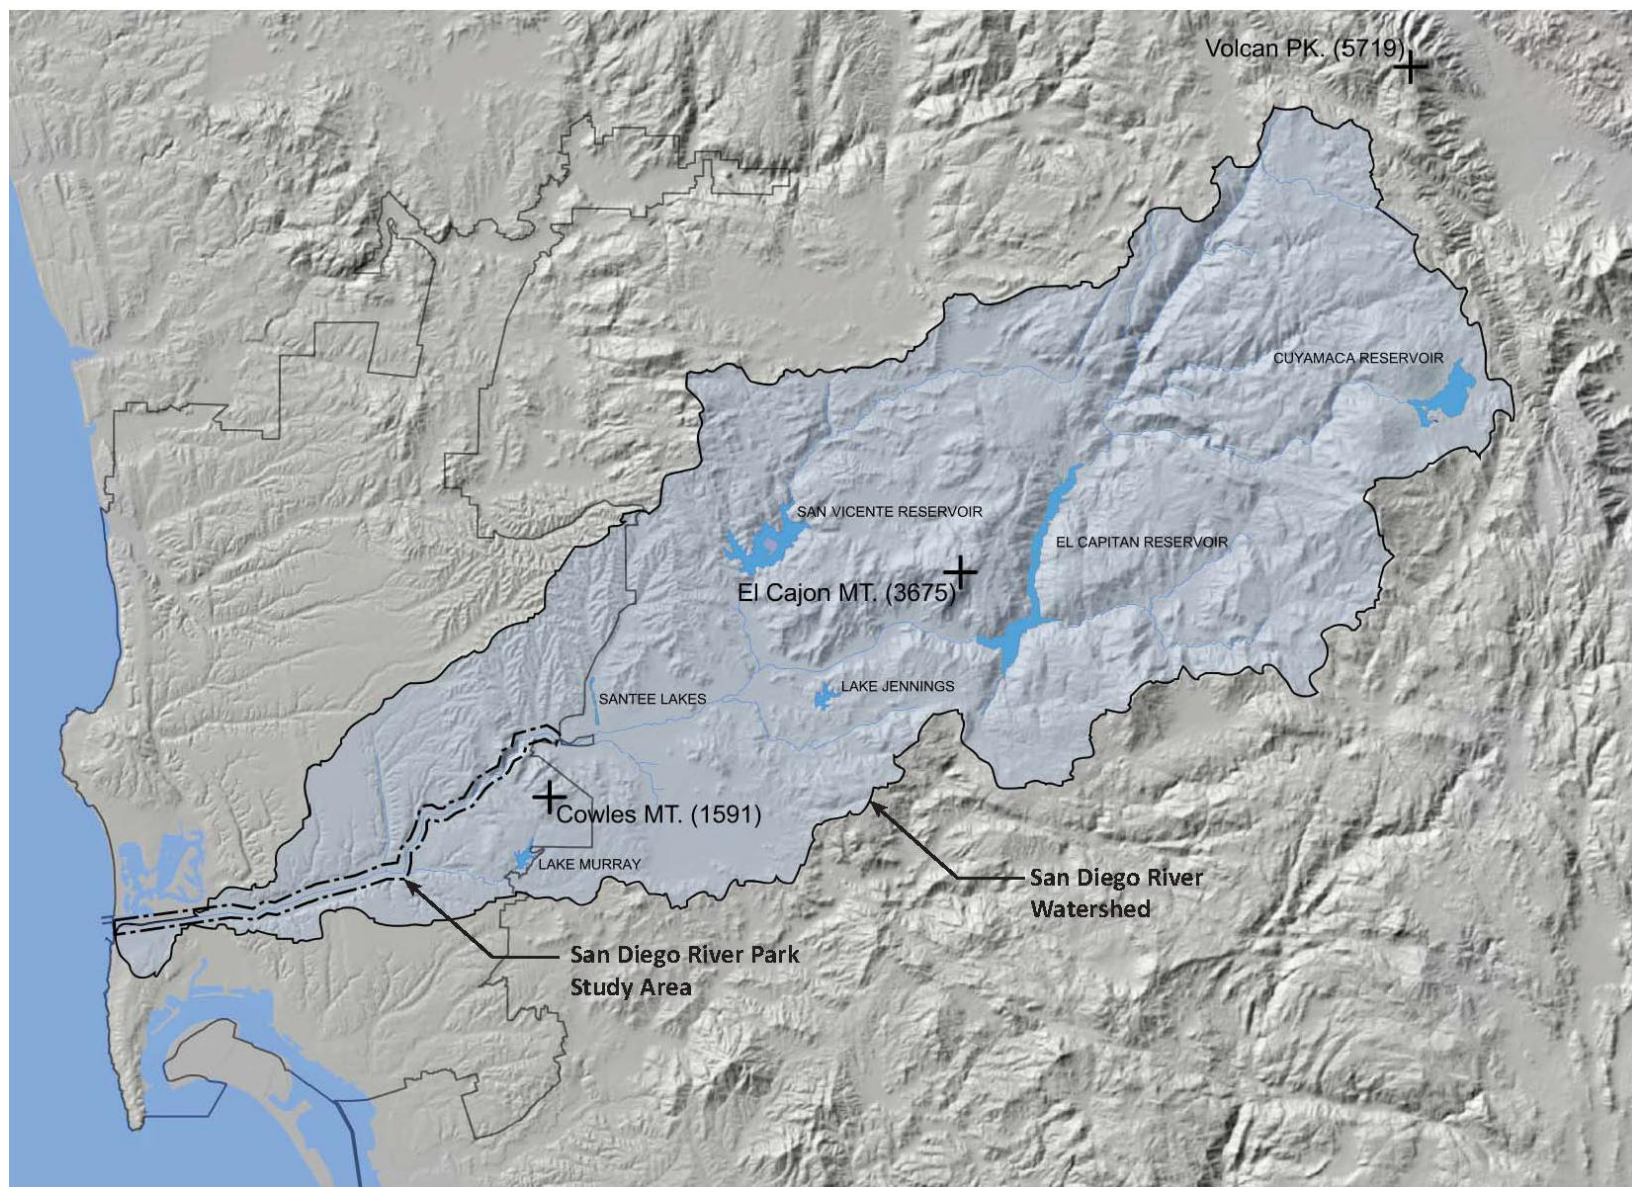 Volcan PK. (5719)
CUYAMACA RESERVOIR
SAN VICENTE RESERVOIR
EL CAPITAN RESERVOIR
El Cajon MT. (3675)
LAKE JENNINGS
SANTEE LAKES
Cowles MT. (1591)
LAKE MURRAY
San Diego River
Watershed
San Diego River Park
Study Area